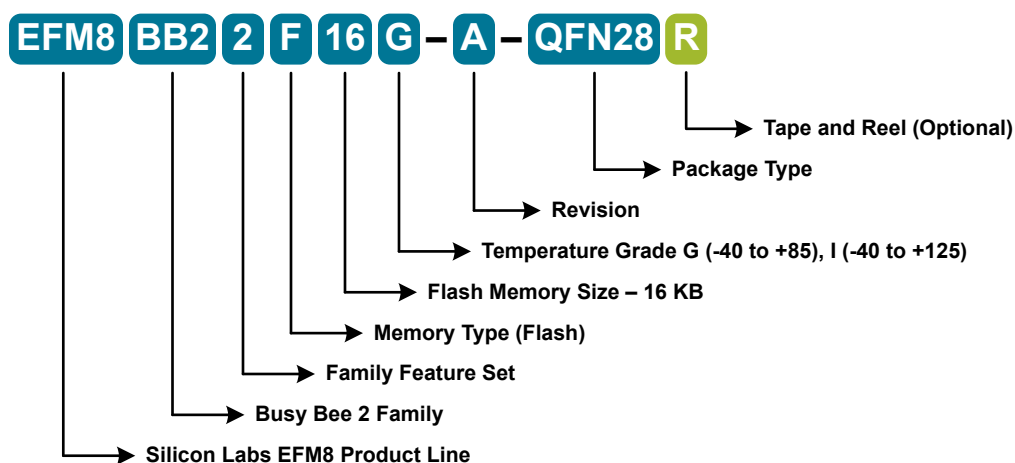 EFM8 BB2 2 F 16 G – A – QFN28 R
Tape and Reel (Optional)
Package Type
Revision
Temperature Grade G (-40 to +85), I (-40 to +125)
Flash Memory Size – 16 KB
Memory Type (Flash)
Family Feature Set
Busy Bee 2 Family
Silicon Labs EFM8 Product Line